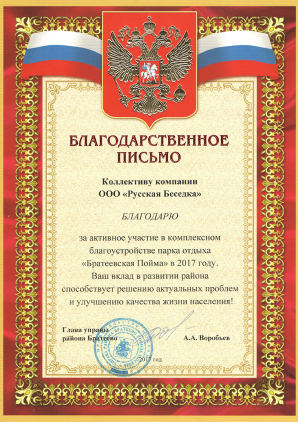 БЛАГОДАРСТВЕННОЕ
ПИСЬМО
Коллективу компании
ООО «Русская Беседка»
БЛАГОДАРЮ
за активное участие в комплексном
благоустройстве парка отдыха
«Братеевская Пойма» в 2017 году.
Ваш вклад в развитии района
способствует решению актуальных проблем
и улучшению качества жизни населения!
Глава управы
района Братеево
А.А. Воробьев
2017 год